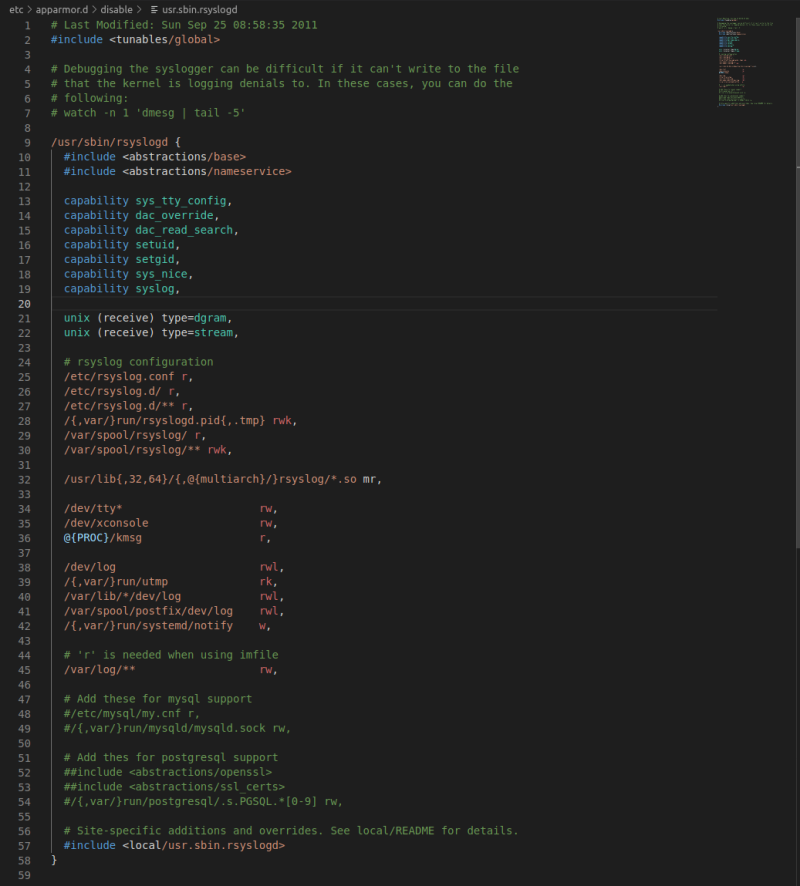 etc > apparmor.d > disable > usr.sbin.rsyslogd
1 # Last Modified: Sun Sep 25 08:58:35 2011
2 #include <tunables/global>
3
4 # Debugging the syslogger can be difficult if it can't write to the file
5 # that the kernel is logging denials to. In these cases, you can do the
6 # following:
7 # watch -n 1 'dmesg | tail -5'
8
9 /usr/sbin/rsyslogd {
10   #include <abstractions/base>
11   #include <abstractions/nameservice>
12
13   capability sys_tty_config,
14   capability dac_override,
15   capability dac_read_search,
16   capability setuid,
17   capability setgid,
18   capability sys_nice,
19   capability syslog,
20
21   unix (receive) type=dgram,
22   unix (receive) type=stream,
23
24   # rsyslog configuration
25   /etc/rsyslog.conf r,
26   /etc/rsyslog.d/ r,
27   /etc/rsyslog.d/** r,
28   /{,var/}run/rsyslogd.pid{,.tmp} rwk,
29   /var/spool/rsyslog/ r,
30   /var/spool/rsyslog/** rwk,
31
32   /usr/lib{,32,64}/{,@{multiarch}/}rsyslog/*.so mr,
33
34   /dev/tty*                     rw,
35   /dev/xconsole                 rw,
36   @{PROC}/kmsg                  r,
37
38   /dev/log                      rwl,
39   /{,var/}run/utmp              rk,
40   /var/lib/*/dev/log            rwl,
41   /var/spool/postfix/dev/log    rwl,
42   /{,var/}run/systemd/notify    w,
43
44   # 'r' is needed when using imfile
45   /var/log/**                   rw,
46
47   # Add these for mysql support
48   #/etc/mysql/my.cnf r,
49   #/{,var/}run/mysqld/mysqld.sock rw,
50
51   # Add thes for postgresql support
52   ##include <abstractions/openssl>
53   ##include <abstractions/ssl_certs>
54   #/{,var/}run/postgresql/.s.PGSQL.*[0-9] rw,
55
56   # Site-specific additions and overrides. See local/README for details.
57   #include <local/usr.sbin.rsyslogd>
58 }
59